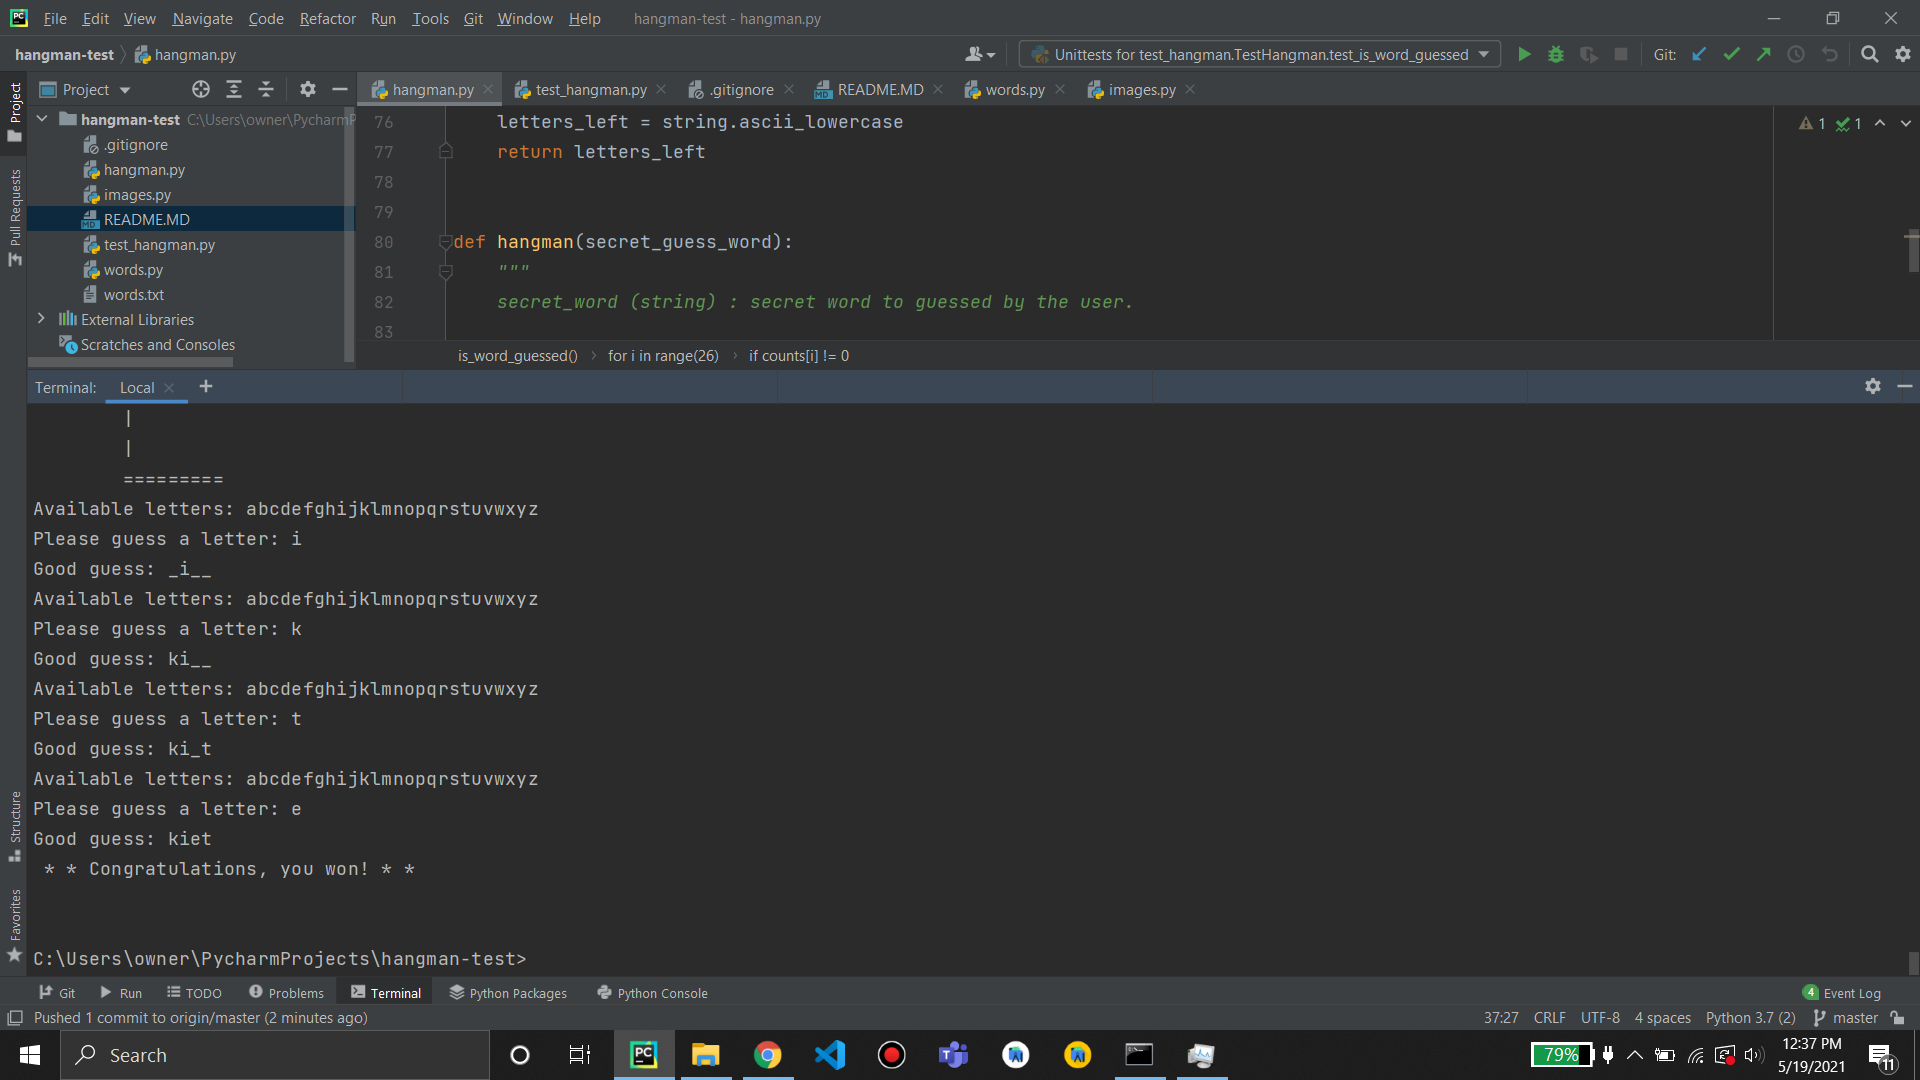 File Edit View Navigate Code Refactor Run Tools Git Window Help hangman-test - hangman.py
hangman-test hangman.py Unittests for test_hangman.TestHangman.test_is_word_guessed Git:
Project hangman.py test_hangman.py .gitignore README.MD words.py images.py
Project
Pull Requests
Structure
Favorites
hangman-test C:\Users\owner\PycharmP
.gitignore
hangman.py
images.py
README.MD
test_hangman.py
words.py
words.txt
External Libraries
Scratches and Consoles
76 letters_left = string.ascii_lowercase
77 return letters_left
78
79
80 def hangman(secret_guess_word):
81 """
82 secret_word (string) : secret word to guessed by the user.
83
1 1
is_word_guessed() for i in range(26) if counts[i] != 0
Terminal: Local
|
|
=========
Available letters: abcdefghijklmnopqrstuvwxyz
Please guess a letter: i
Good guess: _i__
Available letters: abcdefghijklmnopqrstuvwxyz
Please guess a letter: k
Good guess: ki__
Available letters: abcdefghijklmnopqrstuvwxyz
Please guess a letter: t
Good guess: ki_t
Available letters: abcdefghijklmnopqrstuvwxyz
Please guess a letter: e
Good guess: kiet
* * Congratulations, you won! * *
C:\Users\owner\PycharmProjects\hangman-test>
Git Run TODO Problems Terminal Python Packages Python Console 4 Event Log
Pushed 1 commit to origin/master (2 minutes ago) 37:27 CRLF UTF-8 4 spaces Python 3.7 (2) master
Search 79% 12:37 PM
5/19/2021
11